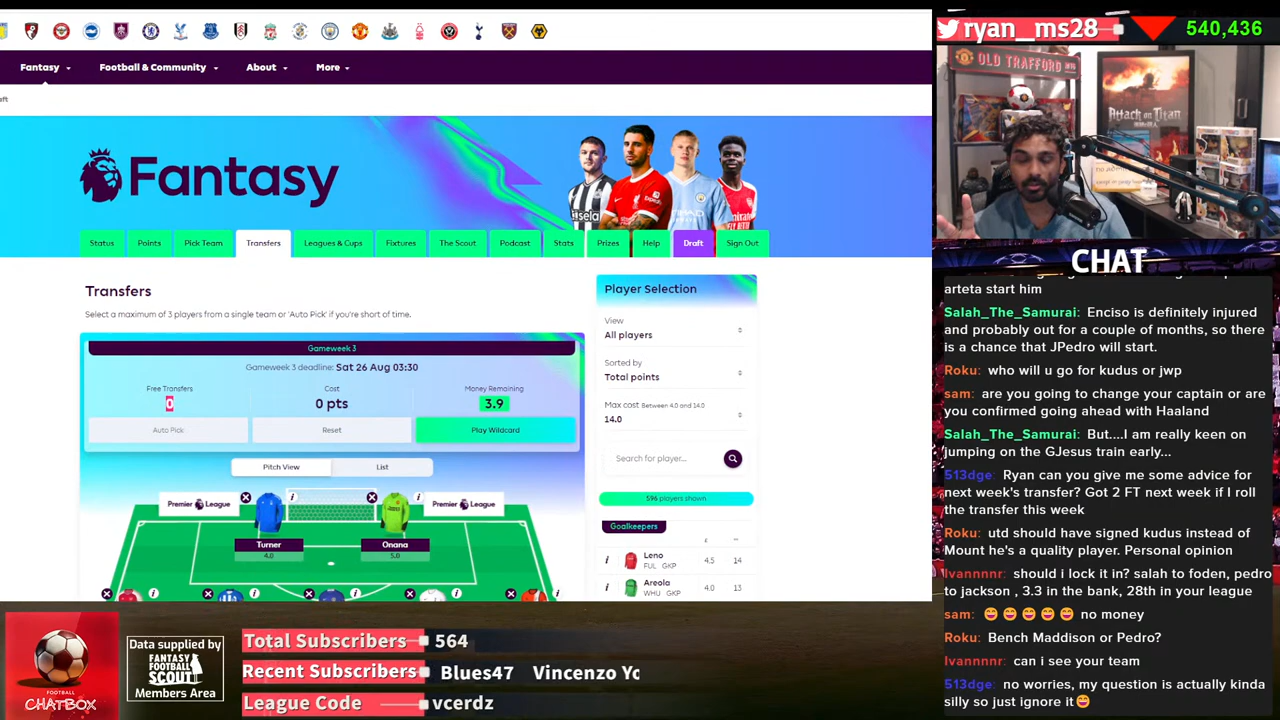 ryan_ms28
540,436
Fantasy
Football & Community
About
More
Fantasy
Status
Points
Pick Team
Transfers
Leagues & Cups
Fixtures
The Scout
Podcast
Stats
Prizes
Help
Draft
Sign Out
Transfers
Select a maximum of 3 players from a single team or 'Auto Pick' if you're short of time.
Gameweek 3
Gameweek 3 deadline: Sat 26 Aug 03:30
Free Transfers
0
Cost
0 pts
Money Remaining
3.9
Auto Pick
Reset
Play Wildcard
Pitch View
List
Premier League
Premier League
Turner
4.0
Onana
5.0
Player Selection
View
All players
Sorted by
Total points
Max cost Between 4.0 and 14.0
14.0
Search for player...
596 players shown
Goalkeepers
Leno
FUL GKP
4.5
14
Areola
WHU GKP
4.0
13
OLD TRAFFORD
Attack on Titan
CHAT
arteta start him
Salah_The_Samurai: Enciso is definitely injured
and probably out for a couple of months, so there
is a chance that JPedro will start.
Roku: who will u go for kudus or jwp
sam: are you going to change your captain or are
you confirmed going ahead with Haaland
Salah_The_Samurai: But....I am really keen on
jumping on the GJesus train early...
513dge: Ryan can you give me some advice for
next week's transfer? Got 2 FT next week if I roll
the transfer this week
Roku: utd should have signed kudus instead of
Mount he's a quality player. Personal opinion
Ivannnnr: should i lock it in? salah to foden, pedro
to jackson , 3.3 in the bank, 28th in your league
sam: 😄 😄 😄 😄 😄 no money
Roku: Bench Maddison or Pedro?
Ivannnnr: can i see your team
513dge: no worries, my question is actually kinda
silly so just ignore it😄
FOOTBALL
CHATBOX
Data supplied by
FANTASY
FOOTBALL
SCOUT
Members Area
Total Subscribers 564
Recent Subscribers Blues47 Vincenzo Yc
League Code vcerdz